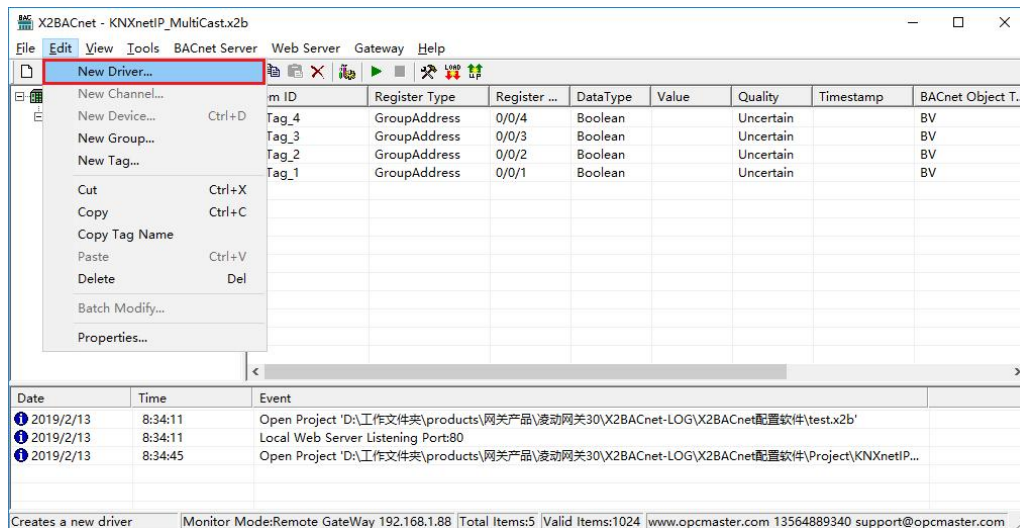 X2BACnet - KNXnetIP_MultiCast.x2b
File Edit View Tools BACnet Server Web Server Gateway Help
New Driver...
New Channel...
New Device... Ctrl+D
New Group...
New Tag...
Cut Ctrl+X
Copy Ctrl+C
Copy Tag Name
Paste Ctrl+V
Delete Del
Batch Modify...
Properties...
m ID Register Type Register ... DataType Value Quality Timestamp BACnet Object T..
Tag_4 GroupAddress 0/0/4 Boolean Uncertain BV
Tag_3 GroupAddress 0/0/3 Boolean Uncertain BV
Tag_2 GroupAddress 0/0/2 Boolean Uncertain BV
Tag_1 GroupAddress 0/0/1 Boolean Uncertain BV
Date Time Event
2019/2/13 8:34:11 Open Project 'D:\工作文件夹\products\网关产品\凌动网关30\X2BACnet-LOG\X2BACnet配置软件\test.x2b'
2019/2/13 8:34:11 Local Web Server Listening Port:80
2019/2/13 8:34:45 Open Project 'D:\工作文件夹\products\网关产品\凌动网关30\X2BACnet-LOG\X2BACnet配置软件\Project\KNXnetIP...
Creates a new driver Monitor Mode:Remote GateWay 192.168.1.88 Total Items:5 Valid Items:1024 www.opcmaster.com 13564889340 support@opcmaster.com